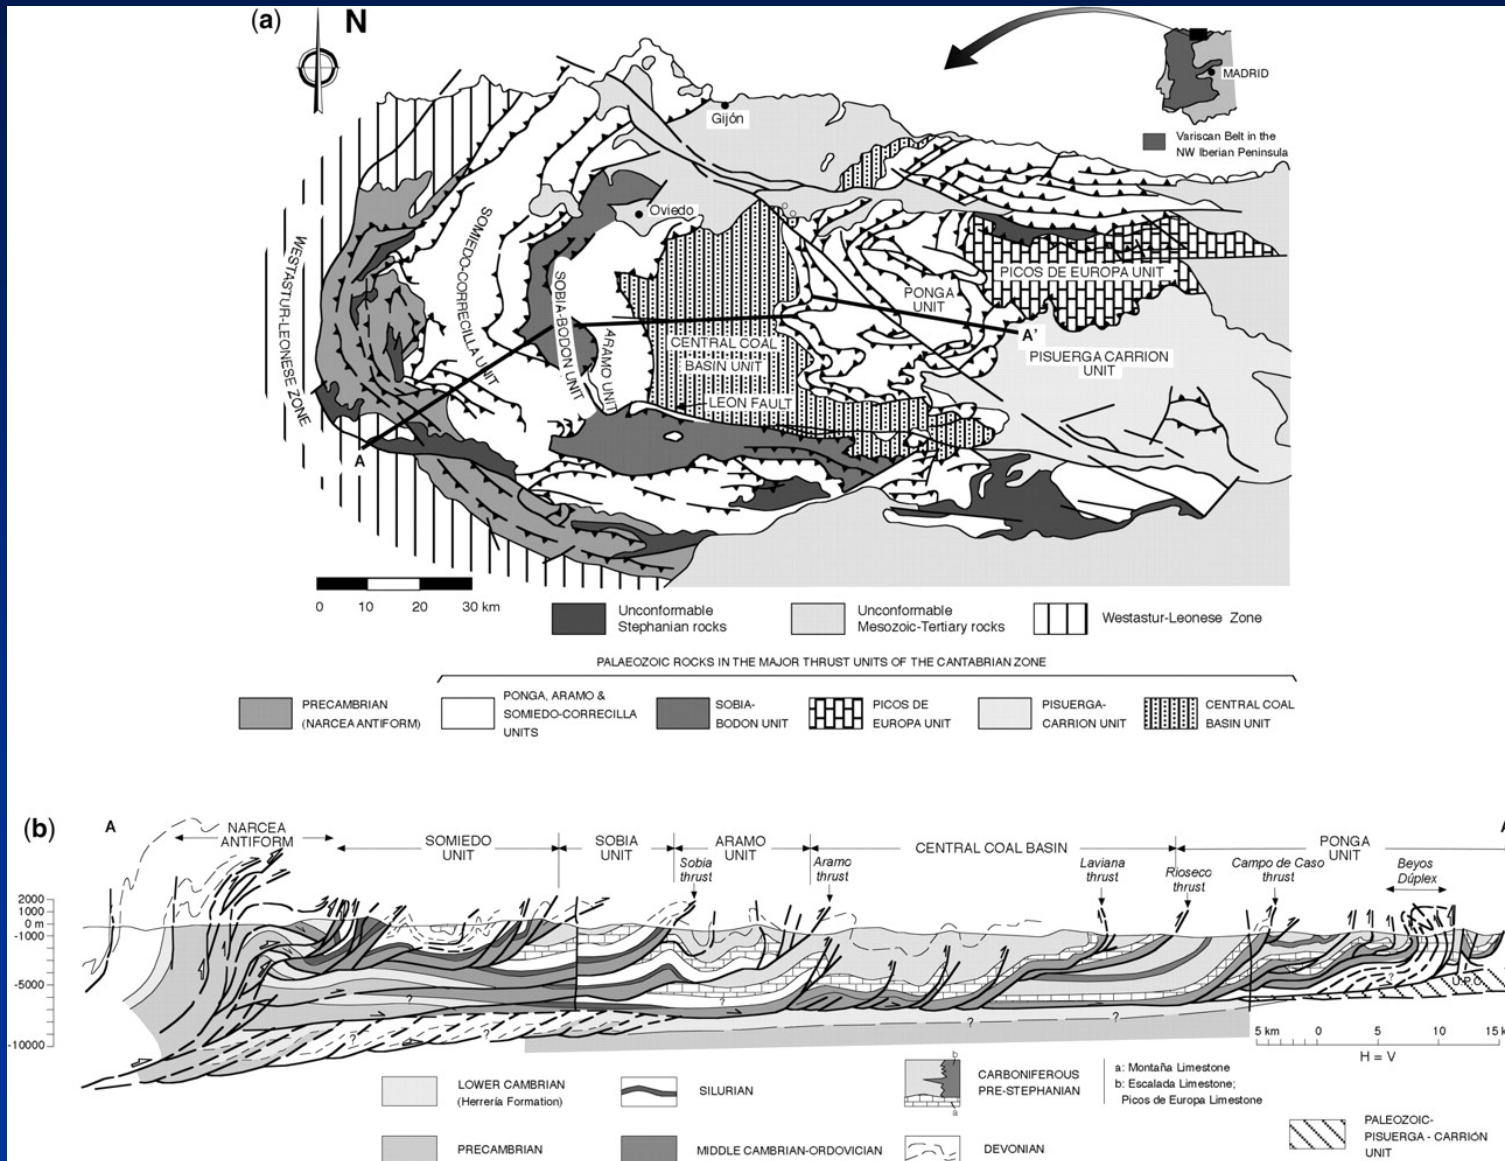 (a)
N
MADRID
Gijón
Variscan Belt in the
NW Iberian Peninsula
Oviedo
WESTASTUR-LEONESE ZONE
SOMIEDO-CORRECILLA UNIT
SOBIA-BODON UNIT
ARAMO UNIT
PICOS DE EUROPA UNIT
PONGA
UNIT
CENTRAL COAL
BASIN UNIT
A'
PISUERGA CARRION
UNIT
LEON FAULT
A
0 10 20 30 km
Unconformable
Stephanian rocks
Unconformable
Mesozoic-Tertiary rocks
Westastur-Leonese Zone
PALAEOZOIC ROCKS IN THE MAJOR THRUST UNITS OF THE CANTABRIAN ZONE
PRECAMBRIAN
(NARCEA ANTIFORM)
PONGA, ARAMO &
SOMIEDO-CORRECILLA
UNITS
SOBIA-
BODON UNIT
PICOS DE
EUROPA UNIT
PISUERGA-
CARRION UNIT
CENTRAL COAL
BASIN UNIT
(b)
A
NARCEA
ANTIFORM
SOMIEDO
UNIT
SOBIA
UNIT
ARAMO
UNIT
CENTRAL COAL BASIN
PONGA
UNIT
Sobia
thrust
Aramo
thrust
Laviana
thrust
Rioseco
thrust
Campo de Caso
thrust
Beyos
Dúplex
2000
1000
0 m
-1000
-5000
-10000
? ? ? ? ? ?
U.P.C.
5 km 0 5 10 15 k
H = V
LOWER CAMBRIAN
(Herrería Formation)
SILURIAN
b
a
CARBONIFEROUS
PRE-STEPHANIAN
a: Montaña Limestone
b: Escalada Limestone;
Picos de Europa Limestone
PRECAMBRIAN
MIDDLE CAMBRIAN-ORDOVICIAN
DEVONIAN
PALEOZOIC-
PISUERGA - CARRIÓN
UNIT